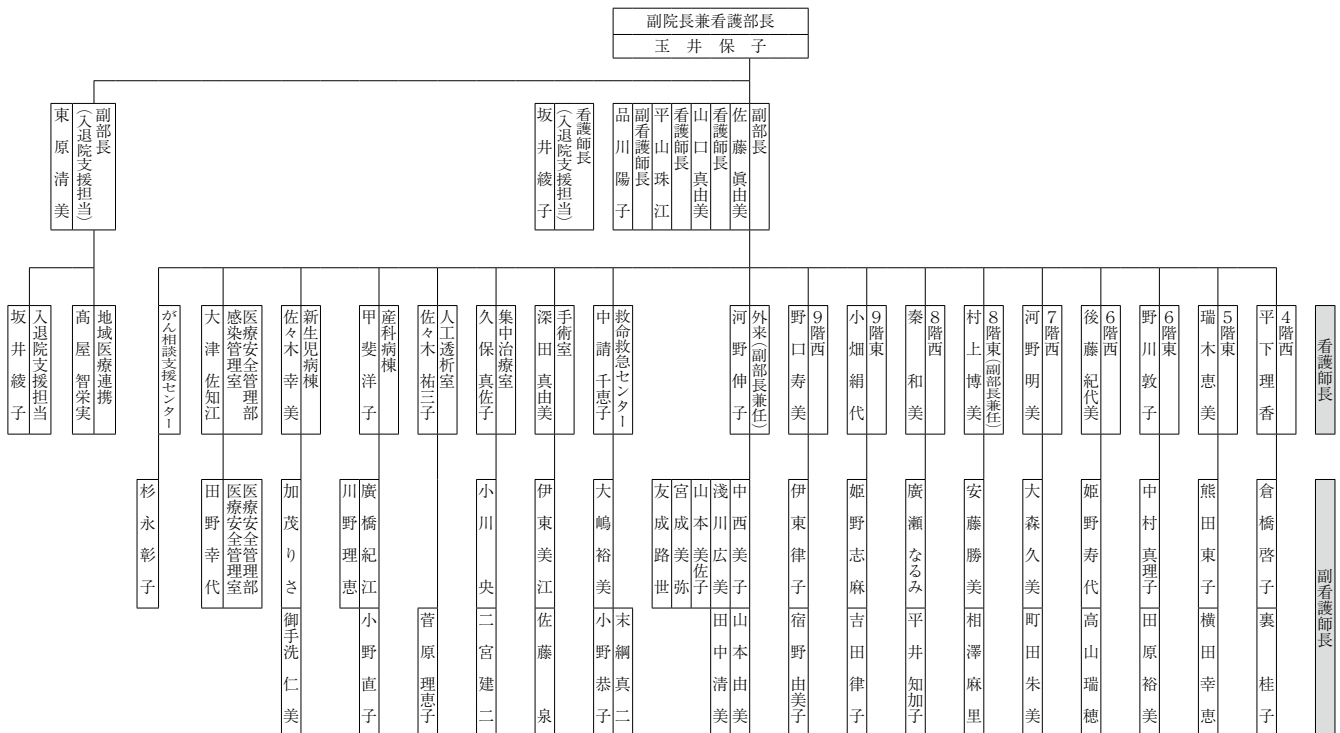 副院長兼看護部長
玉井保子
副部長
佐藤眞由美
看護師長
山口真由美
看護師長
平山珠江
副看護師長
品川陽子
看護師長
(入退院支援担当)
坂井綾子
副部長
(入退院支援担当)
東原清美
看護師長
4階西
平下理香
5階東
瑞木恵美
6階東
野川敦子
6階西
後藤紀代美
7階西
河野明美
8階東(副部長兼任)
村上博美
8階西
秦和美
9階東
小畑絹代
9階西
野口寿美
外来(副部長兼任)
河野伸子
救命救急センター
中請千恵子
手術室
深田真由美
集中治療室
久保真佐子
人工透析室
佐々木祐三子
産科病棟
甲斐洋子
新生児病棟
佐々木幸美
医療安全管理部
感染管理室
大津佐知江
がん相談支援センター
地域医療連携
髙屋智栄実
入退院支援担当
坂井綾子
副看護師長
倉橋啓子
裏桂子
熊田東子
横田幸恵
中村真理子
田原裕美
姫野寿代
高山瑞穂
大森久美
町田朱美
安藤勝美
相澤麻里
廣瀬なるみ
平井知加子
姫野志麻
吉田律子
伊東律子
宿野由美子
中西美子
山本由美
淺川広美
田中清美
山本美佐子
宮成美弥
友成路世
大嶋裕美
末綱真二
小野恭子
伊東美江
佐藤泉
小川央
二宮建二
菅原理恵子
廣橋紀江
小野直子
川野理恵
加茂りさ
御手洗仁美
医療安全管理部
医療安全管理室
田野幸代
杉永彰子